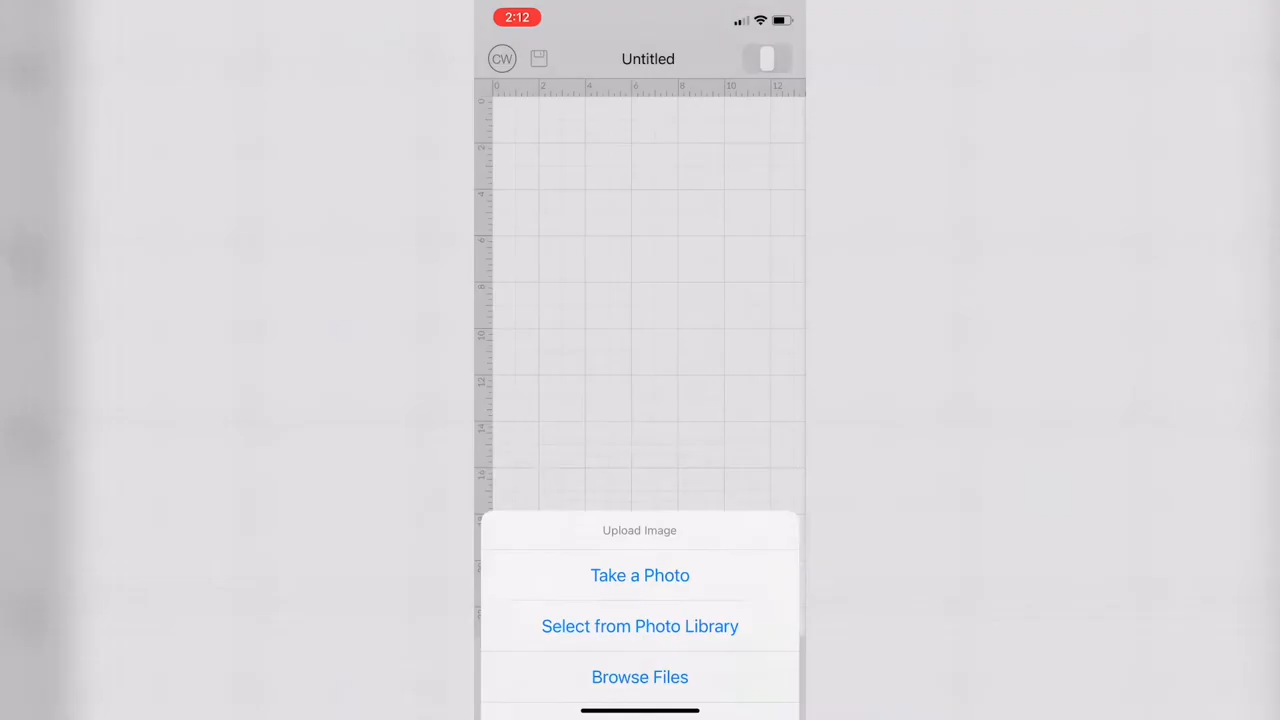 2:12
CW
Untitled
0 2 4 6 8 10 12
0
2
4
6
8
10
12
14
16
Upload Image
Take a Photo
Select from Photo Library
Browse Files